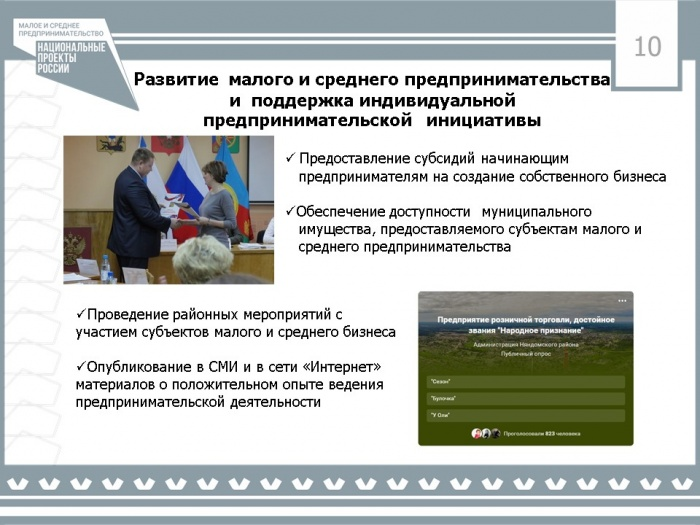 МАЛОЕ И СРЕДНЕЕ
ПРЕДПРИНИМАТЕЛЬСТВО
НАЦИОНАЛЬНЫЕ
ПРОЕКТЫ
РОССИИ
10
Развитие малого и среднего предпринимательства
и поддержка индивидуальной
предпринимательской инициативы
✓ Предоставление субсидий начинающим
предпринимателям на создание собственного бизнеса
✓Обеспечение доступности муниципального
имущества, предоставляемого субъектам малого и
среднего предпринимательства
✓Проведение районных мероприятий с
участием субъектов малого и среднего бизнеса
✓Опубликование в СМИ и в сети «Интернет»
материалов о положительном опыте ведения
предпринимательской деятельности
Предприятие розничной торговли, достойное
звания "Народное признание"
Администрация Няндомского района
Публичный опрос
"Сезон"
"Булочка"
"У Оли"
Проголосовали 823 человека